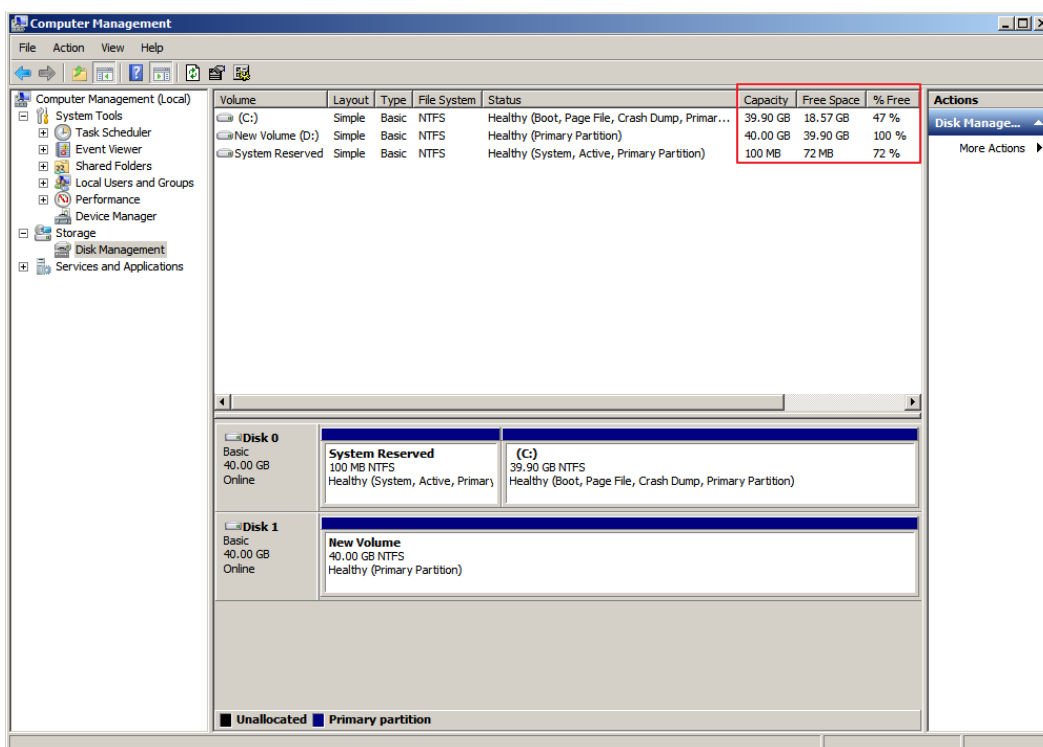 Computer Management
File Action View Help
Computer Management (Local)
System Tools
Task Scheduler
Event Viewer
Shared Folders
Local Users and Groups
Performance
Device Manager
Storage
Disk Management
Services and Applications
Volume Layout Type File System Status Capacity Free Space % Free
(C:) Simple Basic NTFS Healthy (Boot, Page File, Crash Dump, Primar... 39.90 GB 18.57 GB 47 %
New Volume (D:) Simple Basic NTFS Healthy (Primary Partition) 40.00 GB 39.90 GB 100 %
System Reserved Simple Basic NTFS Healthy (System, Active, Primary Partition) 100 MB 72 MB 72 %
Disk 0
Basic
40.00 GB
Online
System Reserved
100 MB NTFS
Healthy (System, Active, Primary
(C:)
39.90 GB NTFS
Healthy (Boot, Page File, Crash Dump, Primary Partition)
Disk 1
Basic
40.00 GB
Online
New Volume
40.00 GB NTFS
Healthy (Primary Partition)
Unallocated Primary partition
Actions
Disk Manage...
More Actions